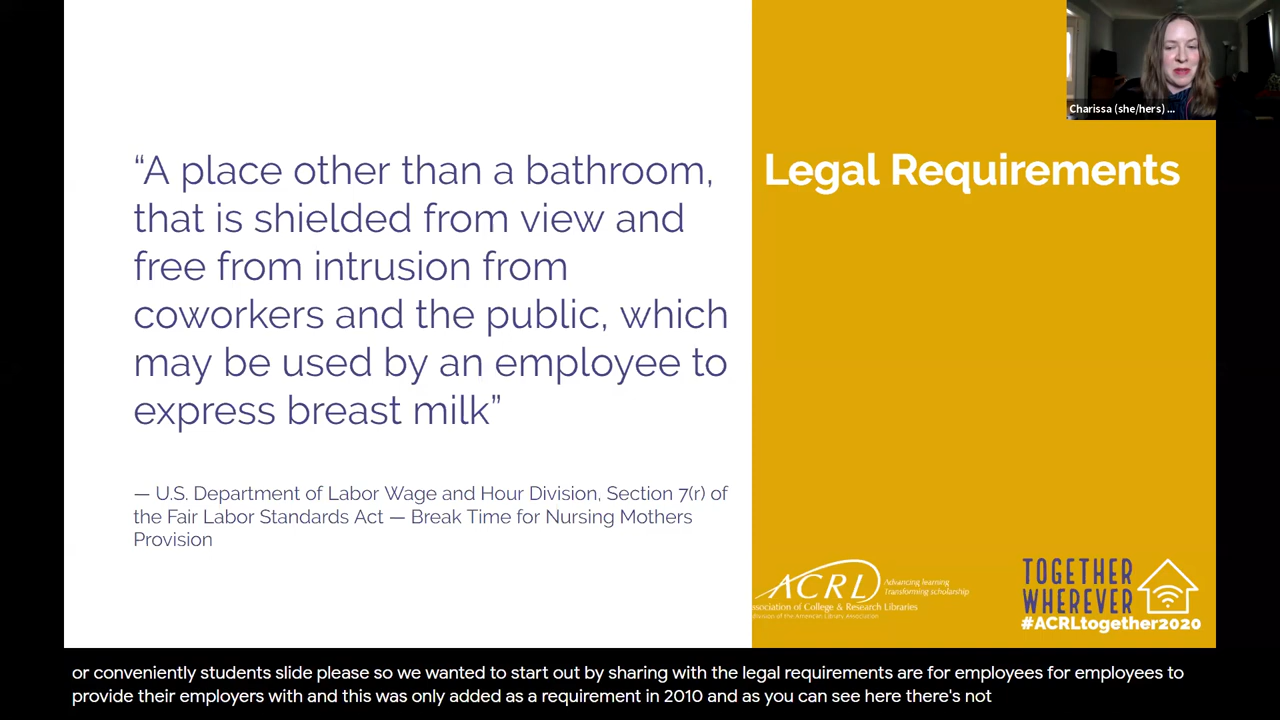 Charissa (she/hers) ...
“A place other than a bathroom,
that is shielded from view and
free from intrusion from
coworkers and the public, which
may be used by an employee to
express breast milk”
— U.S. Department of Labor Wage and Hour Division, Section 7(r) of
the Fair Labor Standards Act — Break Time for Nursing Mothers
Provision
Legal Requirements
ACRL
Advancing learning
Transforming scholarship
ssociation of College & Research Libraries
division of the American Library Association
TOGETHER
WHEREVER
#ACRLtogether2020
or conveniently students slide please so we wanted to start out by sharing with the legal requirements are for employees for employees to
provide their employers with and this was only added as a requirement in 2010 and as you can see here there's not